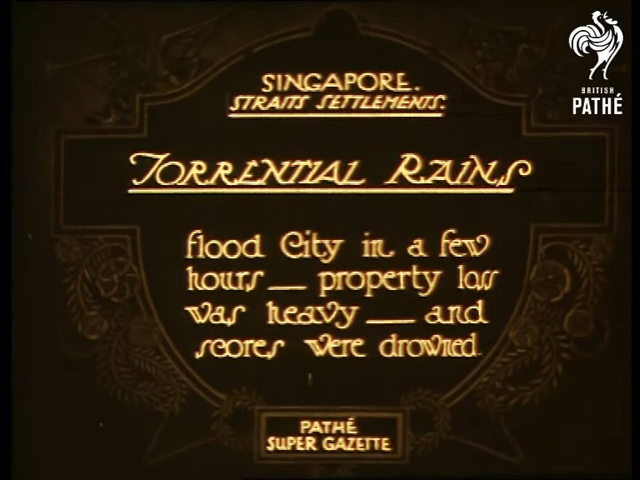 BRITISH
PATHÉ
SINGAPORE.
STRAITS SETTLEMENTS.
TORRENTIAL RAINS
flood City in a few
hours — property loss
was heavy — and
scores were drowned.
PATHÉ
SUPER GAZETTE